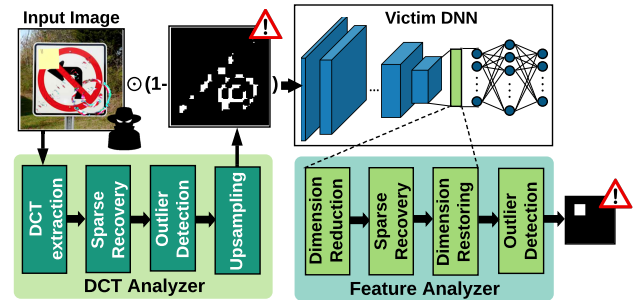 Input Image
Victim DNN
⊙(1-
)
...
DCT
extraction
Sparse
Recovery
Outlier
Detection
Upsampling
DCT Analyzer
Dimension
Reduction
Sparse
Recovery
Dimension
Restoring
Outlier
Detection
Feature Analyzer